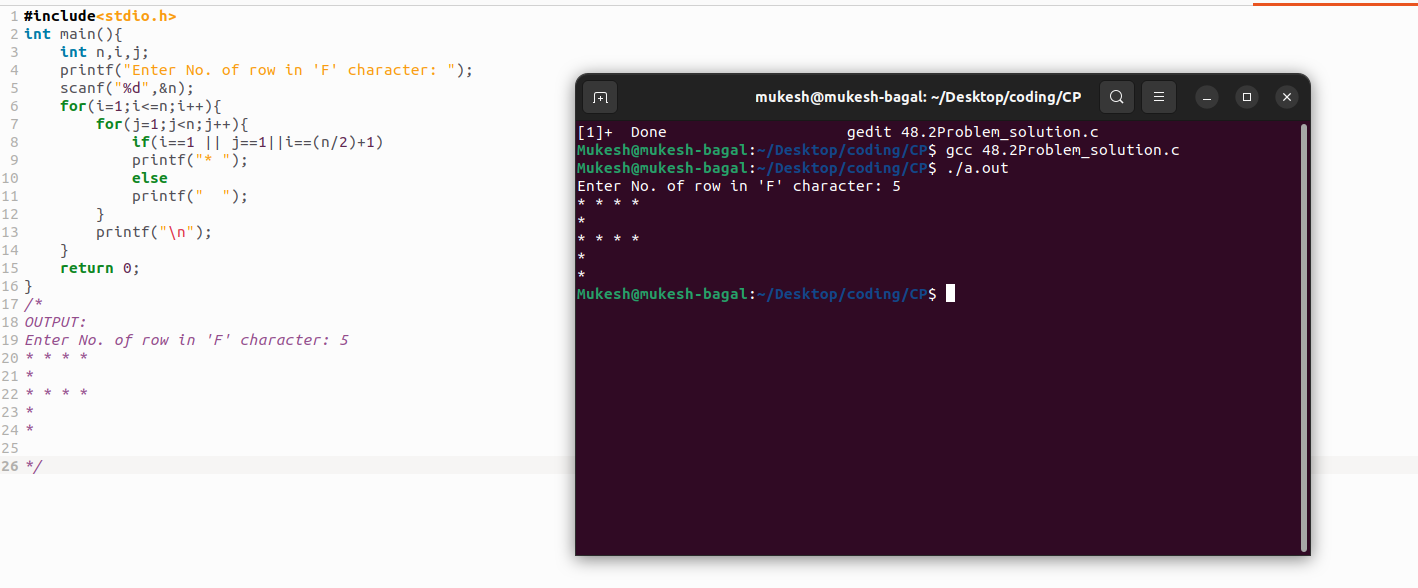 1 #include<stdio.h>
2 int main(){
3     int n,i,j;
4     printf("Enter No. of row in 'F' character: ");
5     scanf("%d",&n);
6     for(i=1;i<=n;i++){
7         for(j=1;j<n;j++){
8             if(i==1 || j==1||i==(n/2)+1)
9             printf("* ");
10             else
11             printf("  ");
12         }
13         printf("\n");
14     }
15     return 0;
16 }
17 /*
18 OUTPUT:
19 Enter No. of row in 'F' character: 5
20 * * * *
21 *
22 * * * *
23 *
24 *
25
26 */
mukesh@mukesh-bagal: ~/Desktop/coding/CP
[1]+  Done                    gedit 48.2Problem_solution.c
Mukesh@mukesh-bagal:~/Desktop/coding/CP$ gcc 48.2Problem_solution.c
Mukesh@mukesh-bagal:~/Desktop/coding/CP$ ./a.out
Enter No. of row in 'F' character: 5
* * * *
*
* * * *
*
*
Mukesh@mukesh-bagal:~/Desktop/coding/CP$